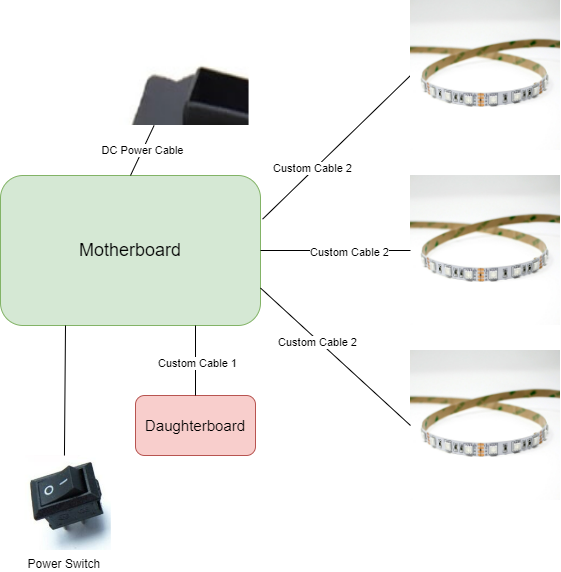 DC Power Cable
Custom Cable 2
Motherboard
Custom Cable 2
Custom Cable 2
Custom Cable 1
Daughterboard
Power Switch